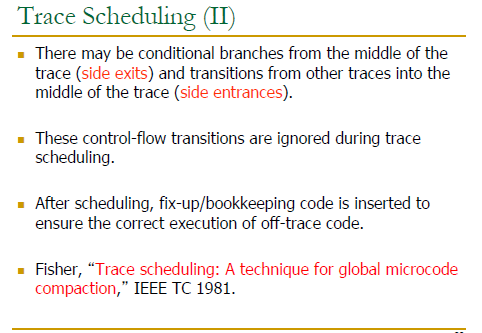 Trace Scheduling (II)
There may be conditional branches from the middle of the
trace (side exits) and transitions from other traces into the
middle of the trace (side entrances).
These control-flow transitions are ignored during trace
scheduling.
After scheduling, fix-up/bookkeeping code is inserted to
ensure the correct execution of off-trace code.
Fisher, “Trace scheduling: A technique for global microcode
compaction,” IEEE TC 1981.